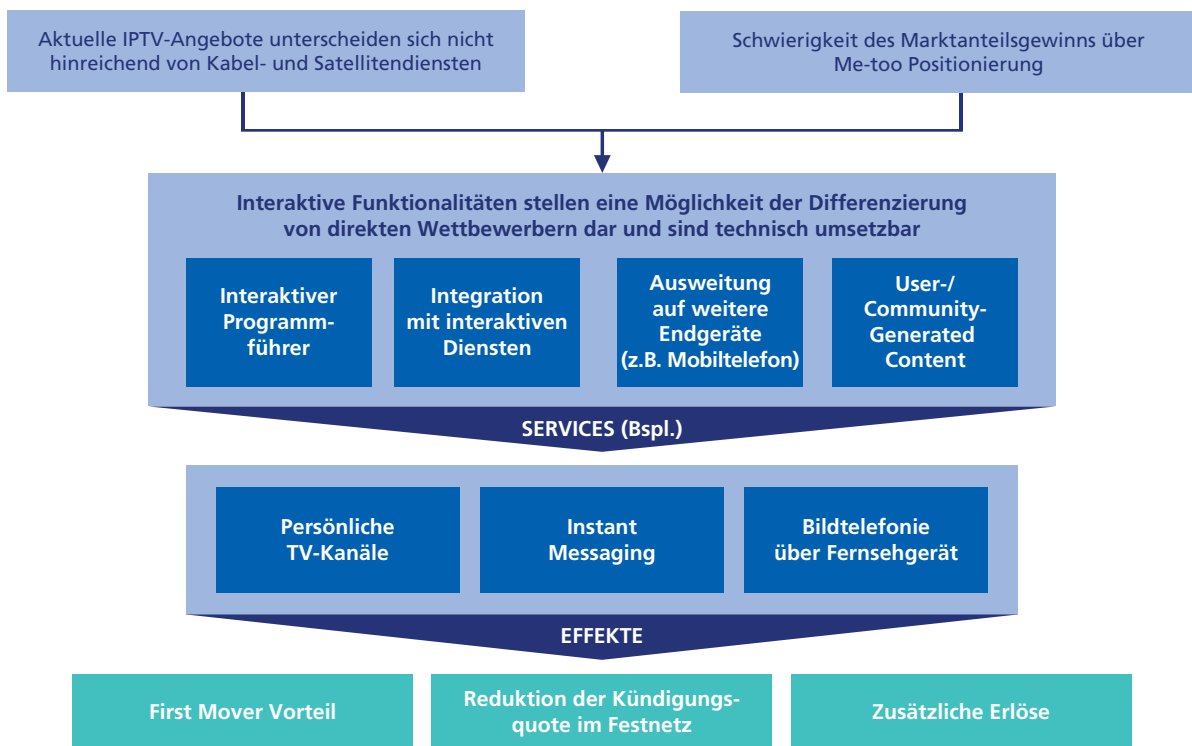 Aktuelle IPTV-Angebote unterscheiden sich nicht
hinreichend von Kabel- und Satellitendiensten
Schwierigkeit des Marktanteilsgewinns über
Me-too Positionierung
Interaktive Funktionalitäten stellen eine Möglichkeit der Differenzierung
von direkten Wettbewerbern dar und sind technisch umsetzbar
Interaktiver
Programm-
führer
Integration
mit interaktiven
Diensten
Ausweitung
auf weitere
Endgeräte
(z.B. Mobiltelefon)
User-/
Community-
Generated
Content
SERVICES (Bspl.)
Persönliche
TV-Kanäle
Instant
Messaging
Bildtelefonie
über Fernsehgerät
EFFEKTE
First Mover Vorteil
Reduktion der Kündigungs-
quote im Festnetz
Zusätzliche Erlöse